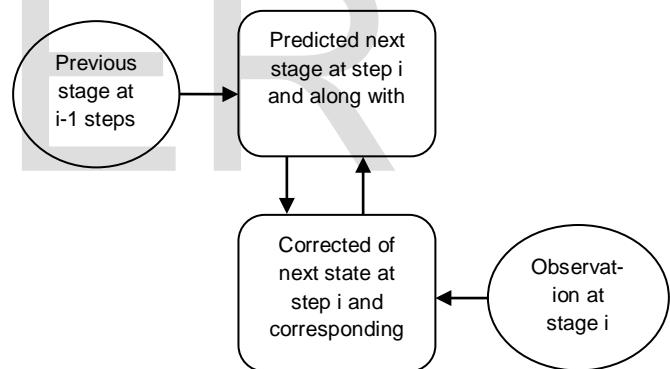 Previous
stage at
i-1 steps
Predicted next
stage at step i
and along with
Corrected of
next state at
step i and
corresponding
Observat-
ion at
stage i
ER